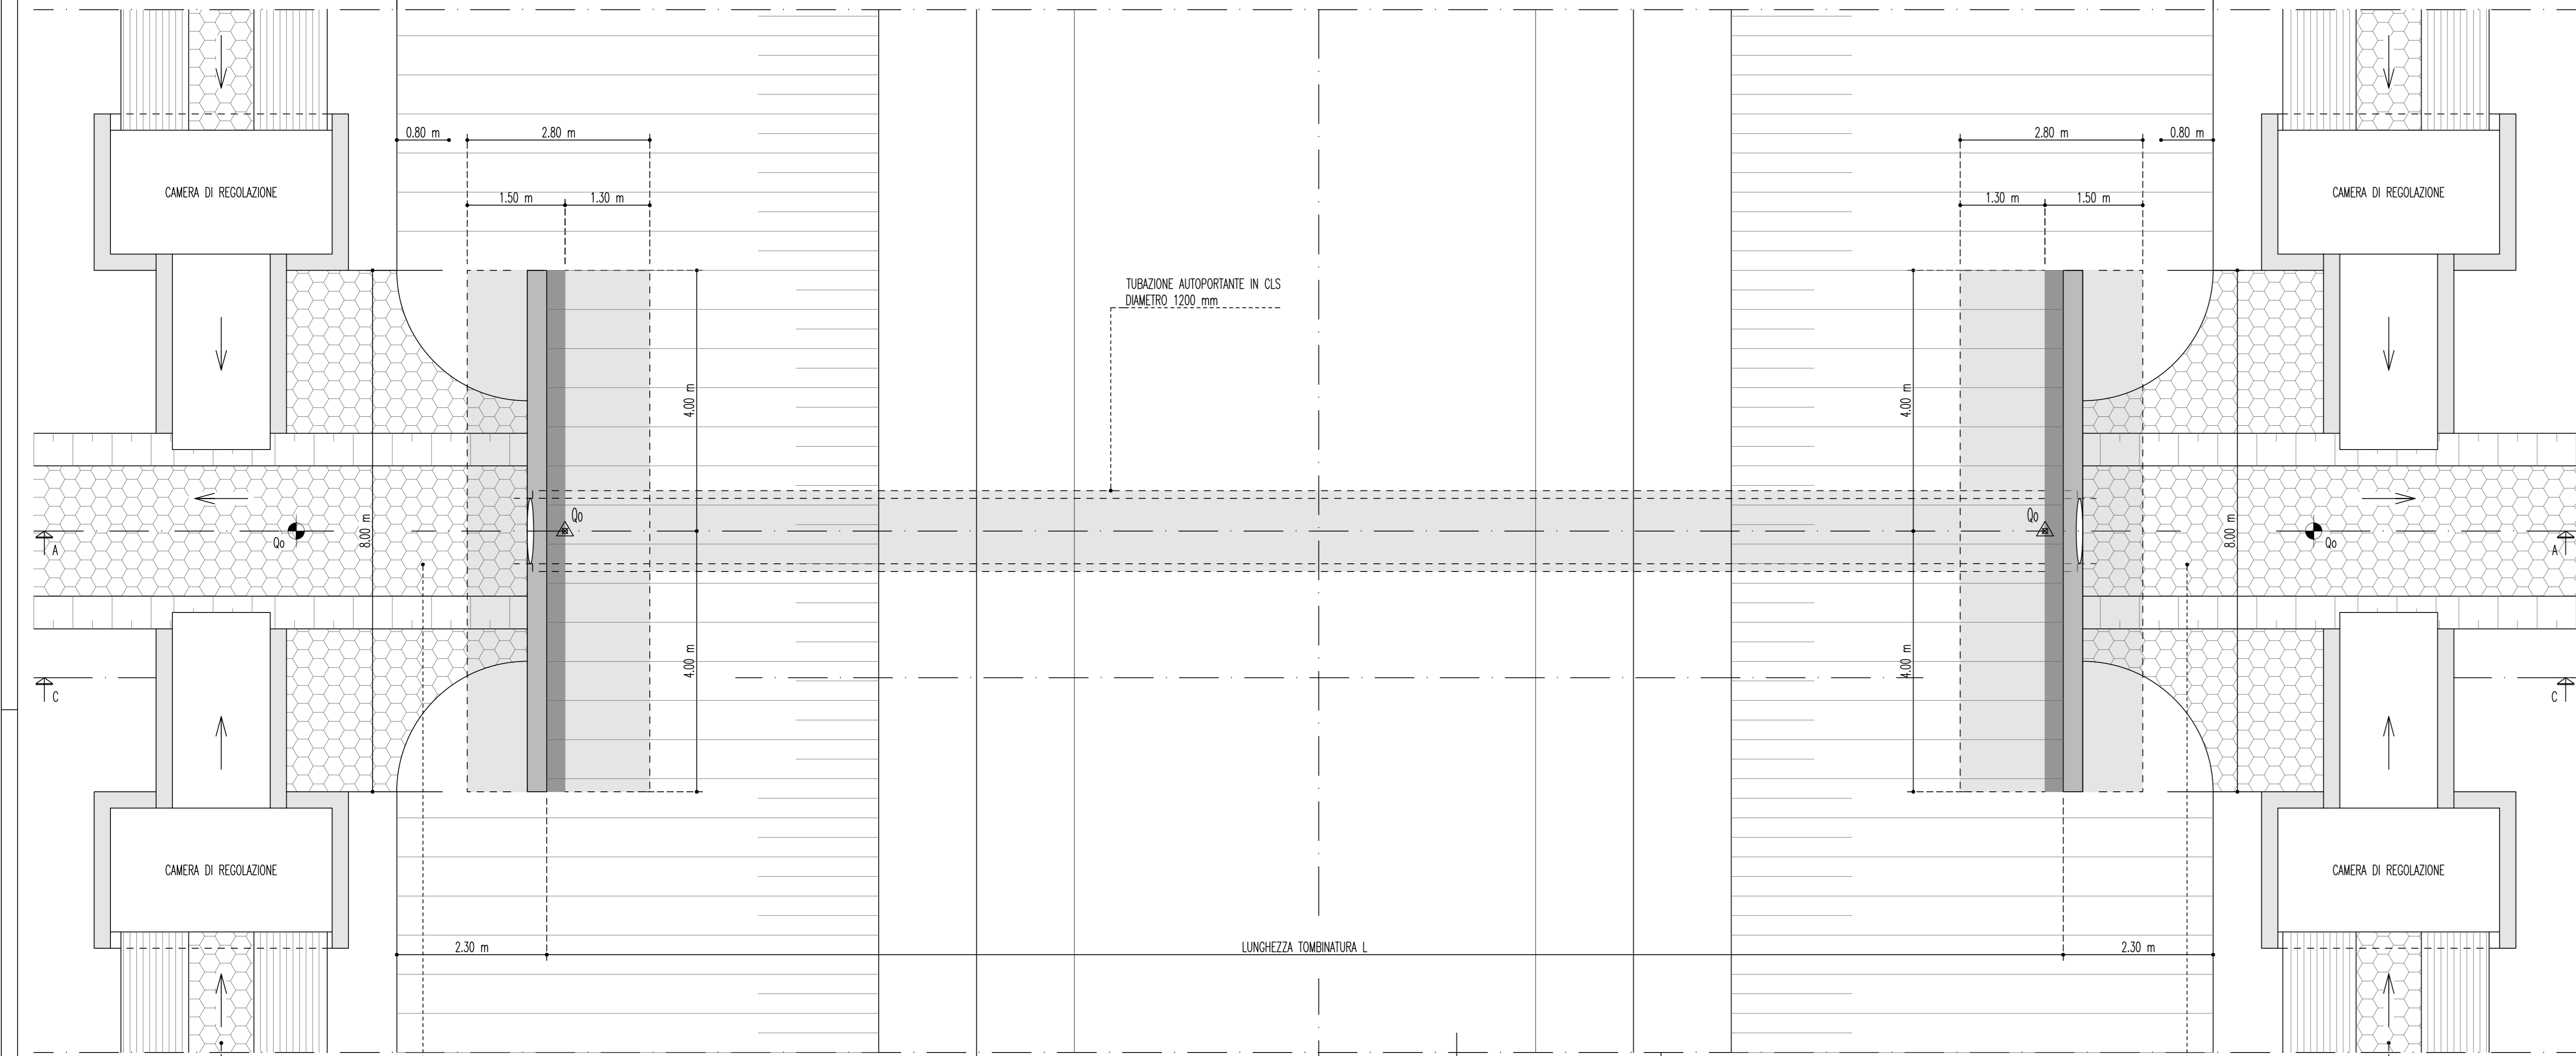 0.80 m
2.80 m
2.80 m
0.80 m
CAMERA DI REGOLAZIONE
1.50 m
1.30 m
1.30 m
1.50 m
CAMERA DI REGOLAZIONE
TUBAZIONE AUTOPORTANTE IN CLS
DIAMETRO 1200 mm
4.00 m
4.00 m
Qo
Qo
Qo
8.00 m
8.00 m
Qo
A
A
4.00 m
4.00 m
C
C
CAMERA DI REGOLAZIONE
CAMERA DI REGOLAZIONE
2.30 m
LUNGHEZZA TOMBINATURA L
2.30 m